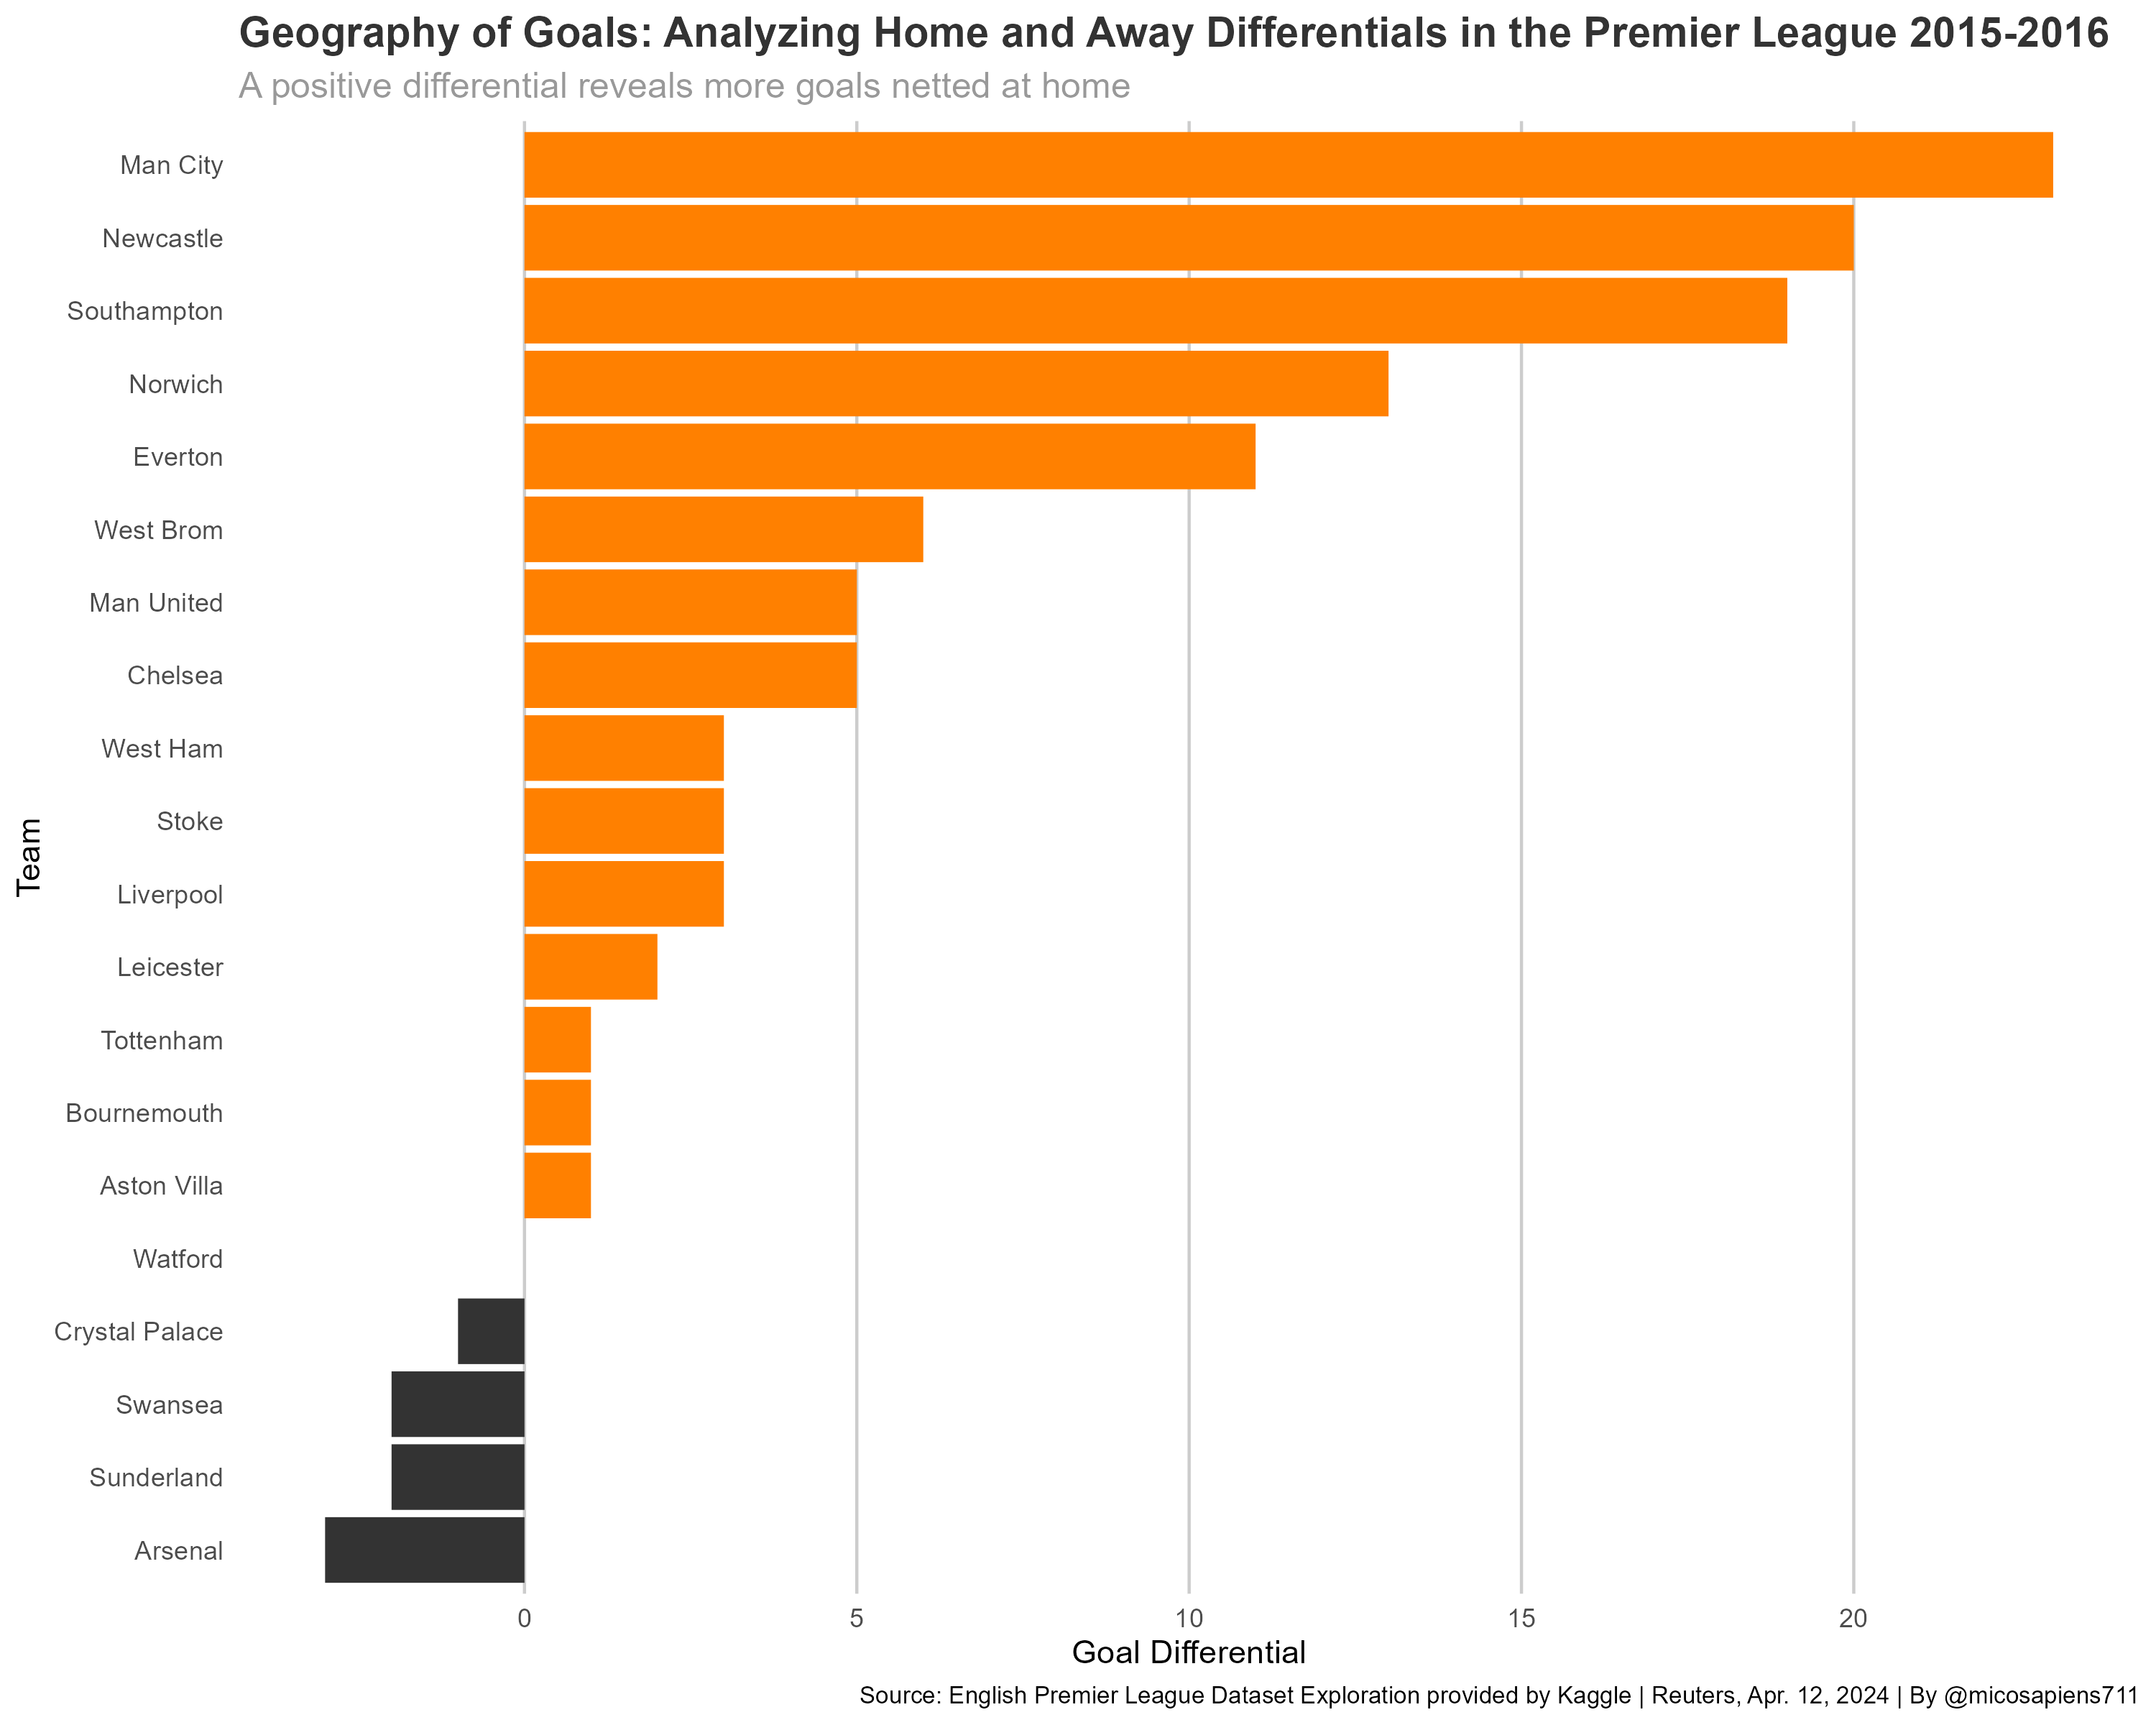 Geography of Goals: Analyzing Home and Away Differentials in the Premier League 2015-2016
A positive differential reveals more goals netted at home
Man City
Newcastle
Southampton
Norwich
Everton
West Brom
Man United
Chelsea
West Ham
Stoke
Liverpool
Leicester
Tottenham
Bournemouth
Aston Villa
Watford
Crystal Palace
Swansea
Sunderland
Arsenal
Team
0 5 10 15 20
Goal Differential
Source: English Premier League Dataset Exploration provided by Kaggle | Reuters, Apr. 12, 2024 | By @micosapiens711